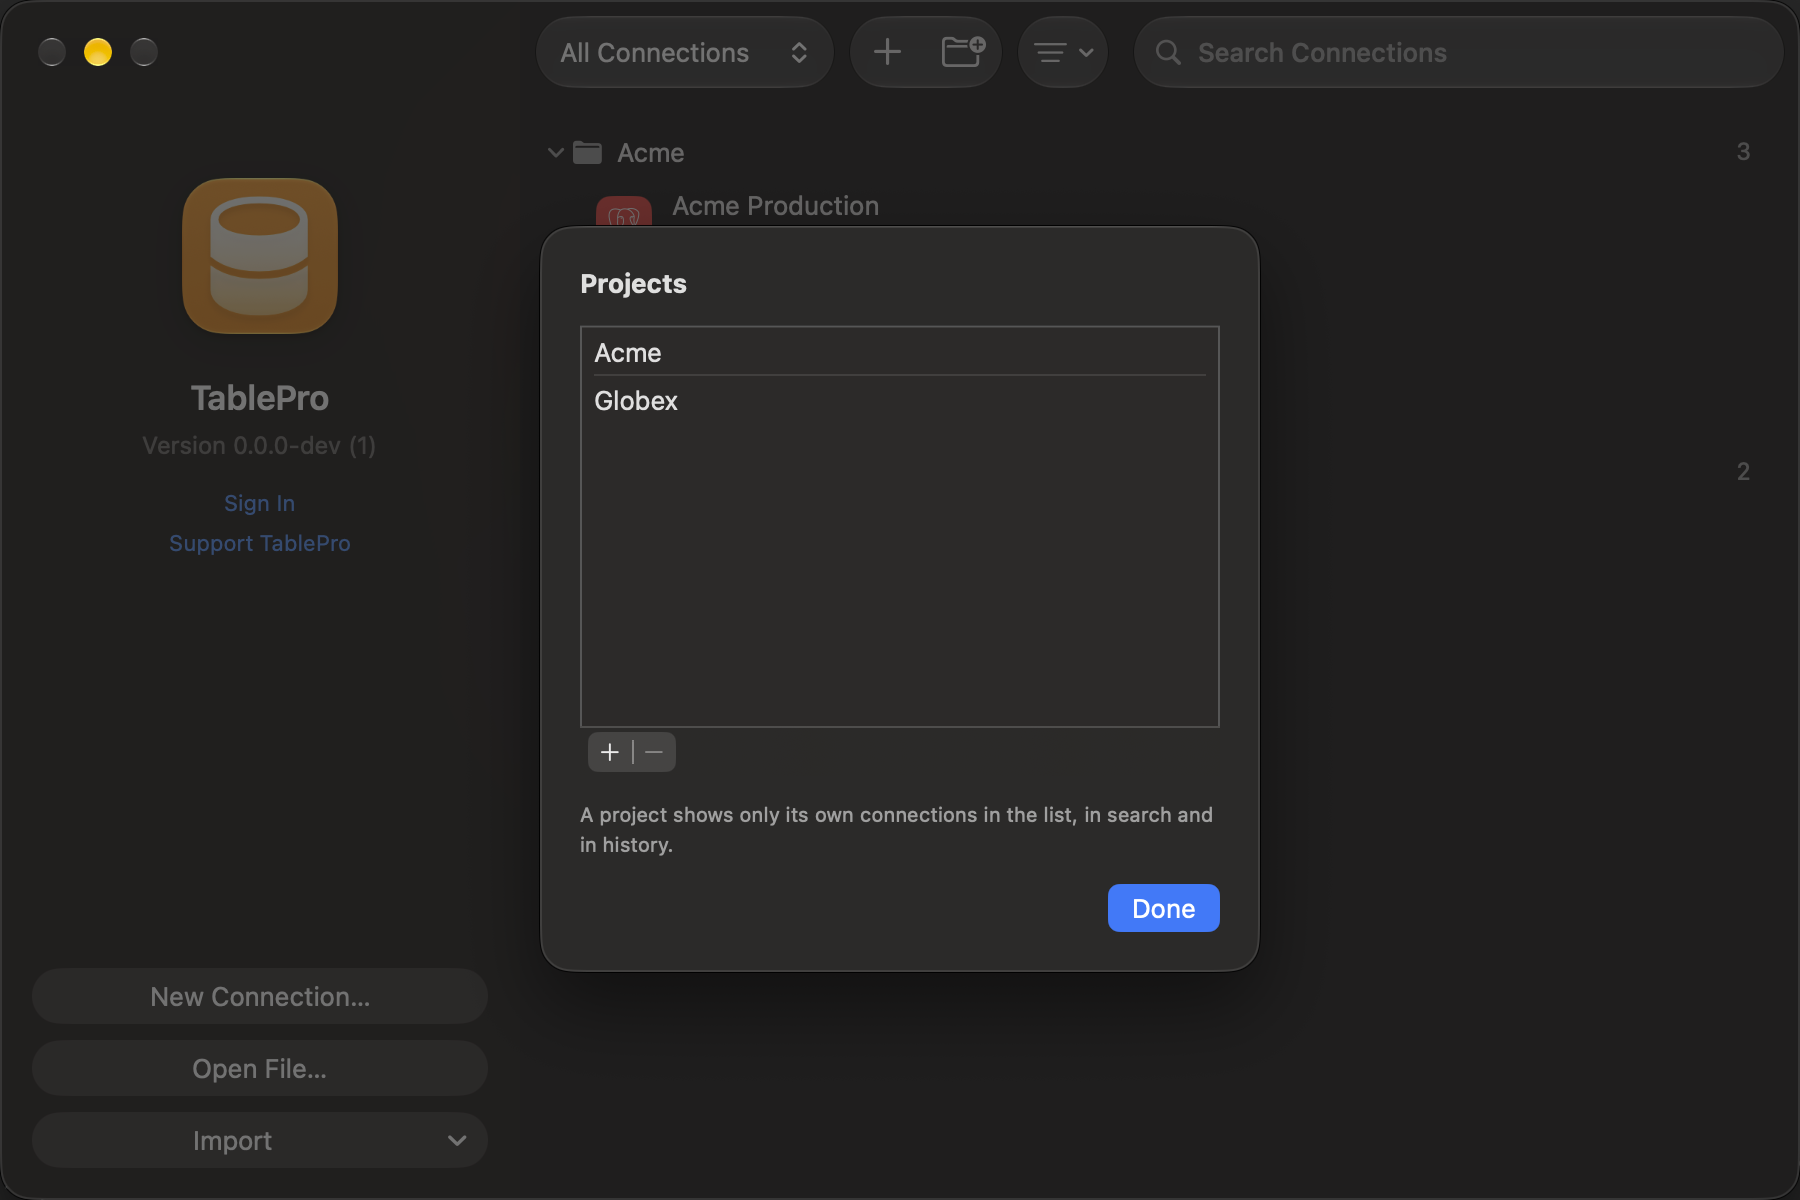 All Connections
Search Connections
Acme
3
Acme Production
TablePro
Version 0.0.0-dev (1)
Sign In
Support TablePro
Projects
Acme
Globex
2
A project shows only its own connections in the list, in search and
in history.
Done
New Connection...
Open File...
Import